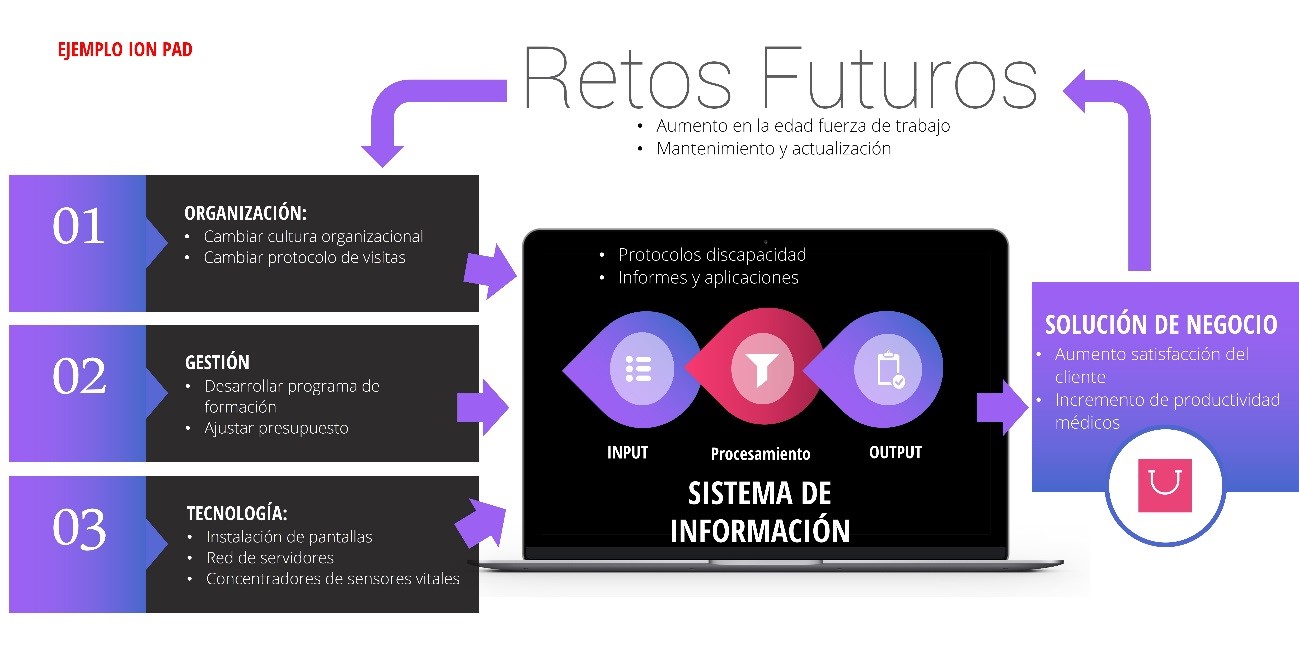 EJEMPLO ION PAD
Retos Futuros
• Aumento en la edad fuerza de trabajo
• Mantenimiento y actualización
01
ORGANIZACIÓN:
• Cambiar cultura organizacional
• Cambiar protocolo de visitas
02
GESTIÓN
• Desarrollar programa de
formación
• Ajustar presupuesto
03
TECNOLOGÍA:
• Instalación de pantallas
• Red de servidores
• Concentradores de sensores vitales
• Protocolos discapacidad
• Informes y aplicaciones
INPUT
Procesamiento
OUTPUT
SISTEMA DE
INFORMACIÓN
SOLUCIÓN DE NEGOCIO
• Aumento satisfacción del
cliente
• Incremento de productividad
médicos